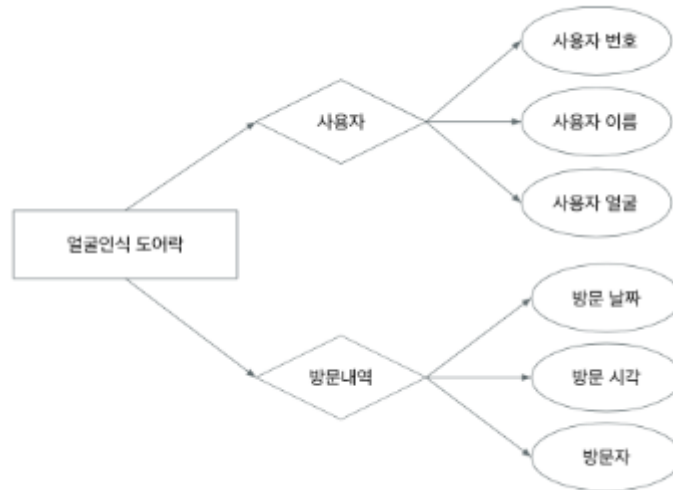 사용자 번호
사용자
사용자 이름
사용자 얼굴
얼굴인식 도어락
방문 날짜
방문내역
방문 시각
방문자